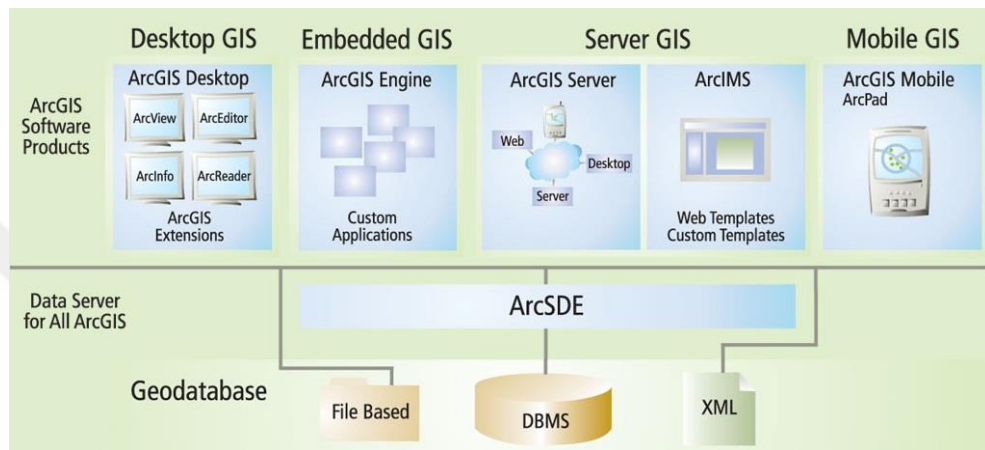 Desktop GIS
Embedded GIS
Server GIS
Mobile GIS
ArcGIS
Software
Products
ArcGIS Desktop
ArcView
ArcEditor
ArcInfo
ArcReader
ArcGIS
Extensions
ArcGIS Engine
Custom
Applications
ArcGIS Server
Web
Desktop
Server
ArcIMS
Web Templates
Custom Templates
ArcGIS Mobile
ArcPad
Data Server
for All ArcGIS
ArcSDE
Geodatabase
File Based
DBMS
XML